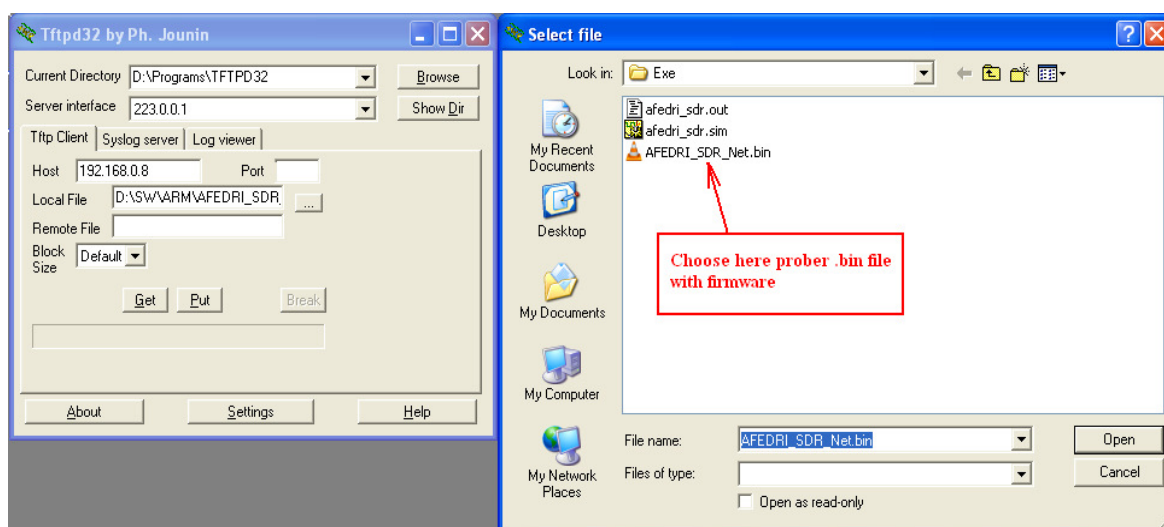 Tftpd32 by Ph. Jounin
Current Directory D:\Programs\TFTPD32 Browse
Server interface 223.0.0.1 Show Dir
Tftp Client Syslog server Log viewer
Host 192.168.0.8 Port
Local File D:\SW\ARM\AFEDRI_SDR_ ...
Remote File
Block Size Default
Get Put Break
About Settings Help
Select file
Look in: Exe
My Recent Documents
Desktop
My Documents
My Computer
My Network Places
afedri_sdr.out
afedri_sdr.sim
AFEDRI_SDR_Net.bin
Choose here prober .bin file
with firmware
File name: AFEDRI_SDR_Net.bin Open
Files of type: Cancel
Open as read-only